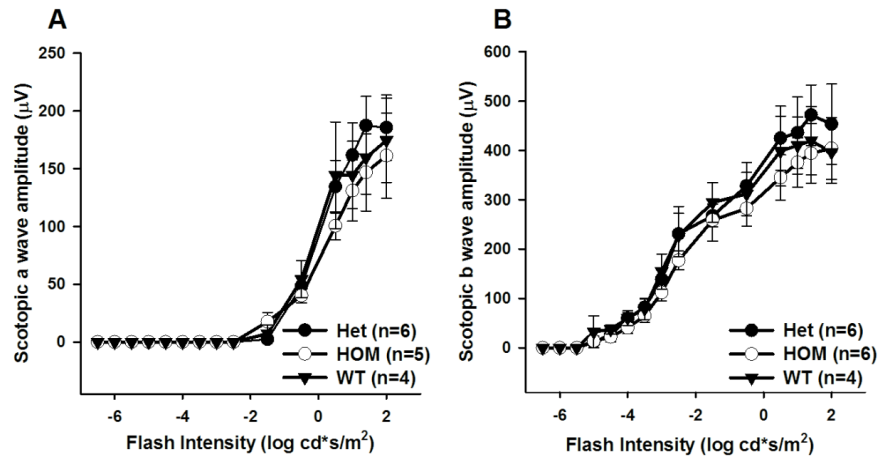 A
Scotopic a wave amplitude (μV)
250
200
150
100
50
0
Het (n=6)
HOM (n=5)
WT (n=4)
-6
-4
-2
0
2
Flash Intensity (log cd*s/m²)
B
Scotopic b wave amplitude (μV)
600
500
400
300
200
100
0
Het (n=6)
HOM (n=6)
WT (n=4)
-6
-4
-2
0
2
Flash Intensity (log cd*s/m²)